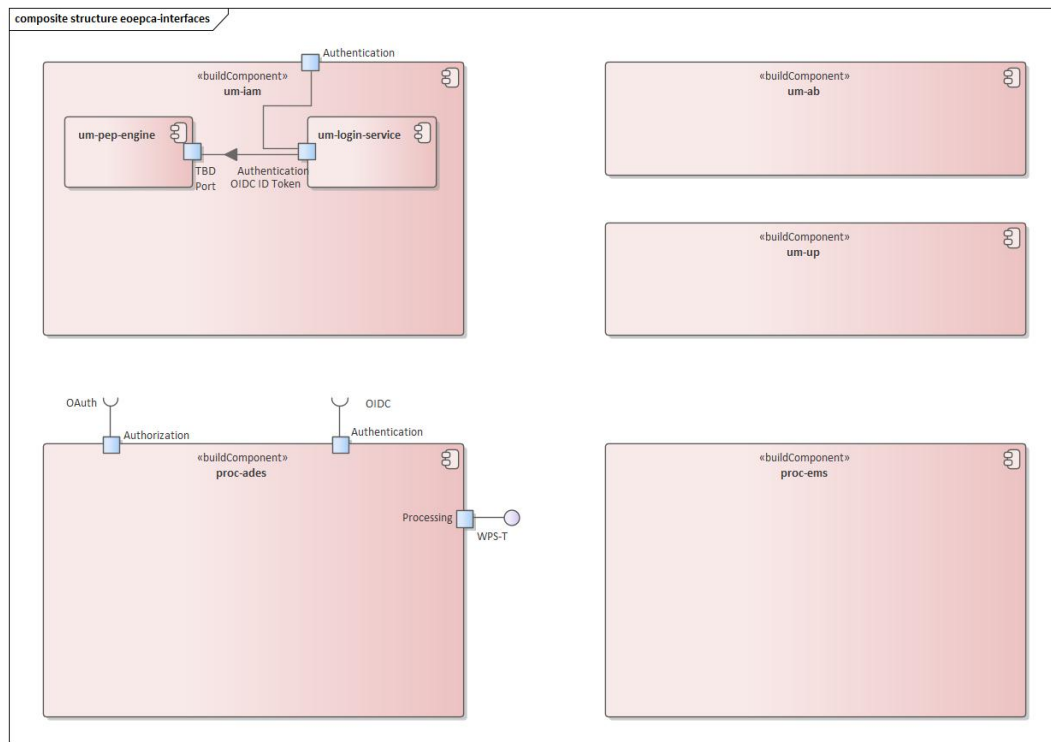 composite structure eoepca-interfaces
Authentication
«buildComponent»
um-iam
um-pep-engine
um-login-service
TBD
Port
Authentication
OIDC ID Token
«buildComponent»
um-ab
«buildComponent»
um-up
OAuth
OIDC
Authorization
Authentication
«buildComponent»
proc-ades
Processing
WPS-T
«buildComponent»
proc-ems